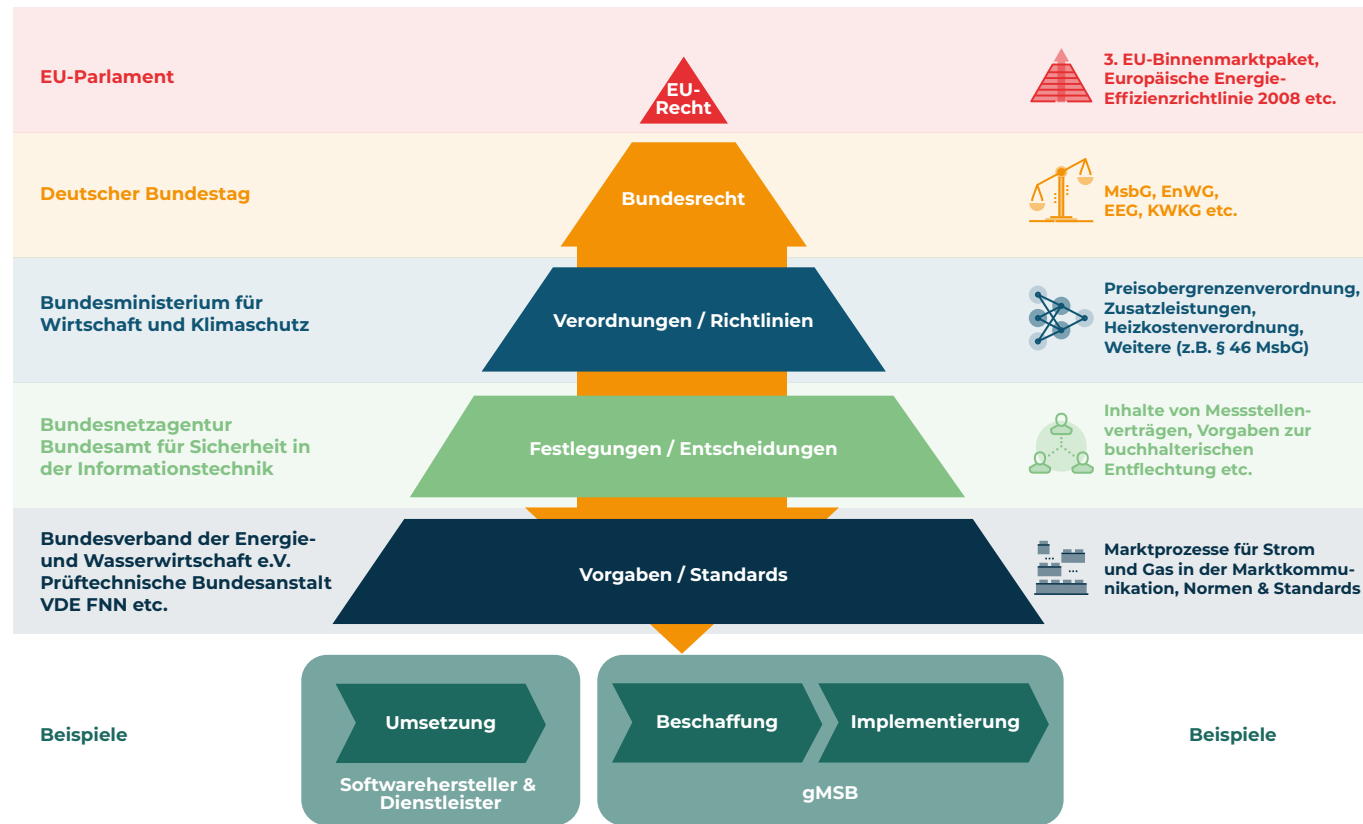 EU-Parlament
EU-
Recht
3. EU-Binnenmarktpaket,
Europäische Energie-
Effizienzrichtlinie 2008 etc.
Deutscher Bundestag
Bundesrecht
MsbG, EnWG,
EEG, KWKG etc.
Bundesministerium für
Wirtschaft und Klimaschutz
Verordnungen / Richtlinien
Preisobergrenzenverordnung,
Zusatzleistungen,
Heizkostenverordnung,
Weitere (z.B. § 46 MsbG)
Bundesnetzagentur
Bundesamt für Sicherheit in
der Informationstechnik
Festlegungen / Entscheidungen
Inhalte von Messstellen-
verträgen, Vorgaben zur
buchhalterischen
Entflechtung etc.
Bundesverband der Energie-
und Wasserwirtschaft e.V.
Prüftechnische Bundesanstalt
VDE FNN etc.
Vorgaben / Standards
Marktprozesse für Strom
und Gas in der Marktkommu-
nikation, Normen & Standards
Beispiele
Umsetzung
Softwarehersteller &
Dienstleister
Beschaffung
Implementierung
gMSB
Beispiele